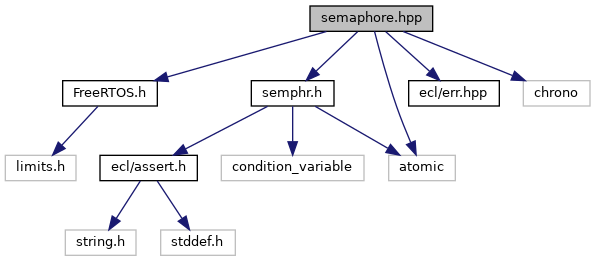 semaphore.hpp
FreeRTOS.h
semphr.h
ecl/err.hpp
chrono
limits.h
ecl/assert.h
condition_variable
atomic
string.h
stddef.h